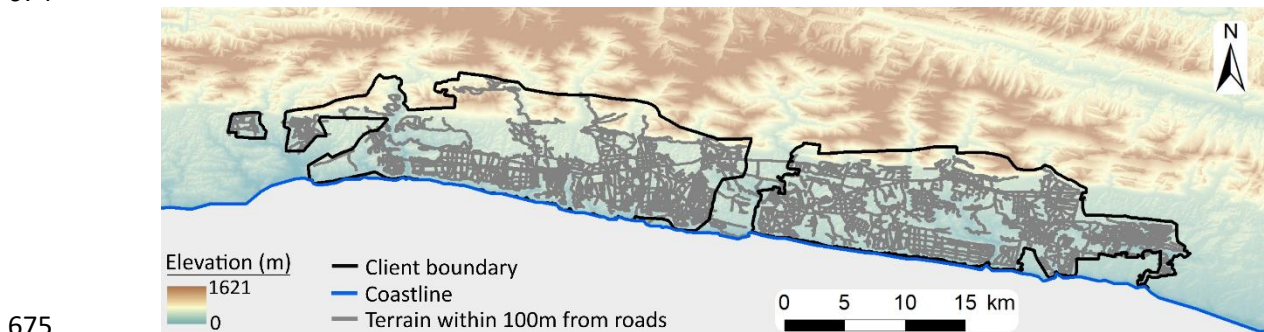 N
Elevation (m)
1621
0
Client boundary
Coastline
Terrain within 100m from roads
0 5 10 15 km
675